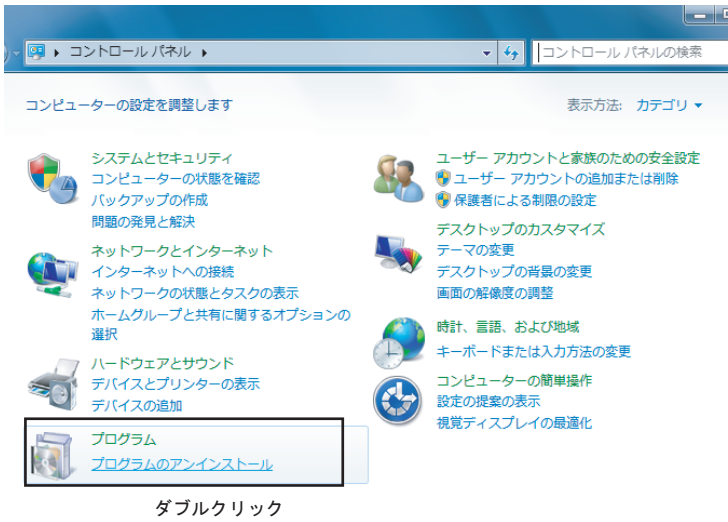 コントロール パネル
コントロール パネルの検索
コンピューターの設定を調整します
表示方法: カテゴリ
システムとセキュリティ
コンピューターの状態を確認
バックアップの作成
問題の発見と解決
ネットワークとインターネット
インターネットへの接続
ネットワークの状態とタスクの表示
ホームグループと共有に関するオプションの
選択
ハードウェアとサウンド
デバイスとプリンターの表示
デバイスの追加
プログラム
プログラムのアンインストール
ユーザー アカウントと家族のための安全設定
ユーザー アカウントの追加または削除
保護者による制限の設定
デスクトップのカスタマイズ
テーマの変更
デスクトップの背景の変更
画面の解像度の調整
時計、言語、および地域
キーボードまたは入力方法の変更
コンピューターの簡単操作
設定の提案の表示
視覚ディスプレイの最適化
ダブルクリック